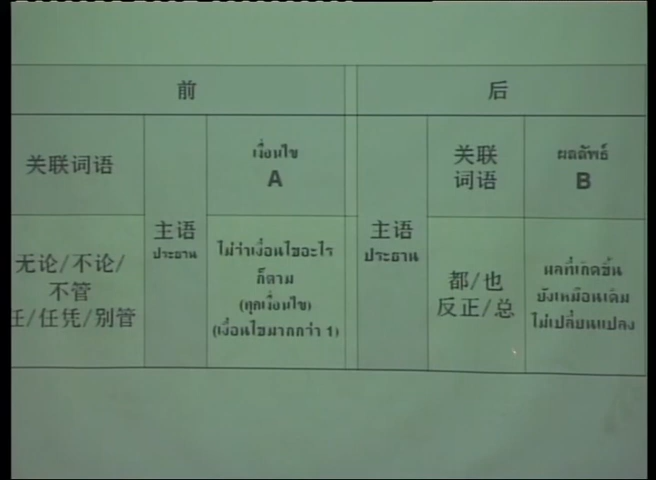 前
后
关联词语
主语
ประธาน
เงื่อนไข
A
主语
ประธาน
关联
词语
ผลลัพธ์
B
无论/不论/
不管
任/任凭/别管
ไม่ว่าเงื่อนไขอะไร
ก็ตาม
(ทุกเงื่อนไข)
(เงื่อนไขมากกว่า 1)
都/也
反正/总
ผลที่เกิดขึ้น
ยังเหมือนเดิม
ไม่เปลี่ยนแปลง